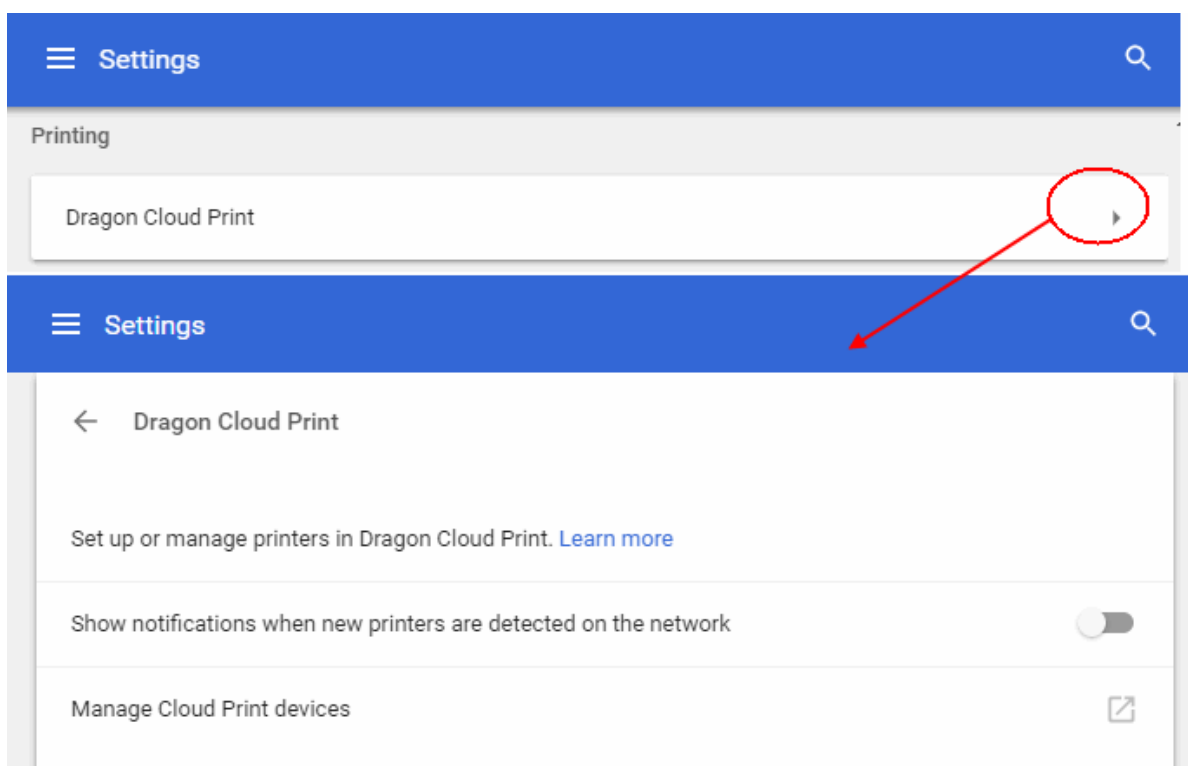 Settings
Printing
Dragon Cloud Print
Settings
Dragon Cloud Print
Set up or manage printers in Dragon Cloud Print. Learn more
Show notifications when new printers are detected on the network
Manage Cloud Print devices